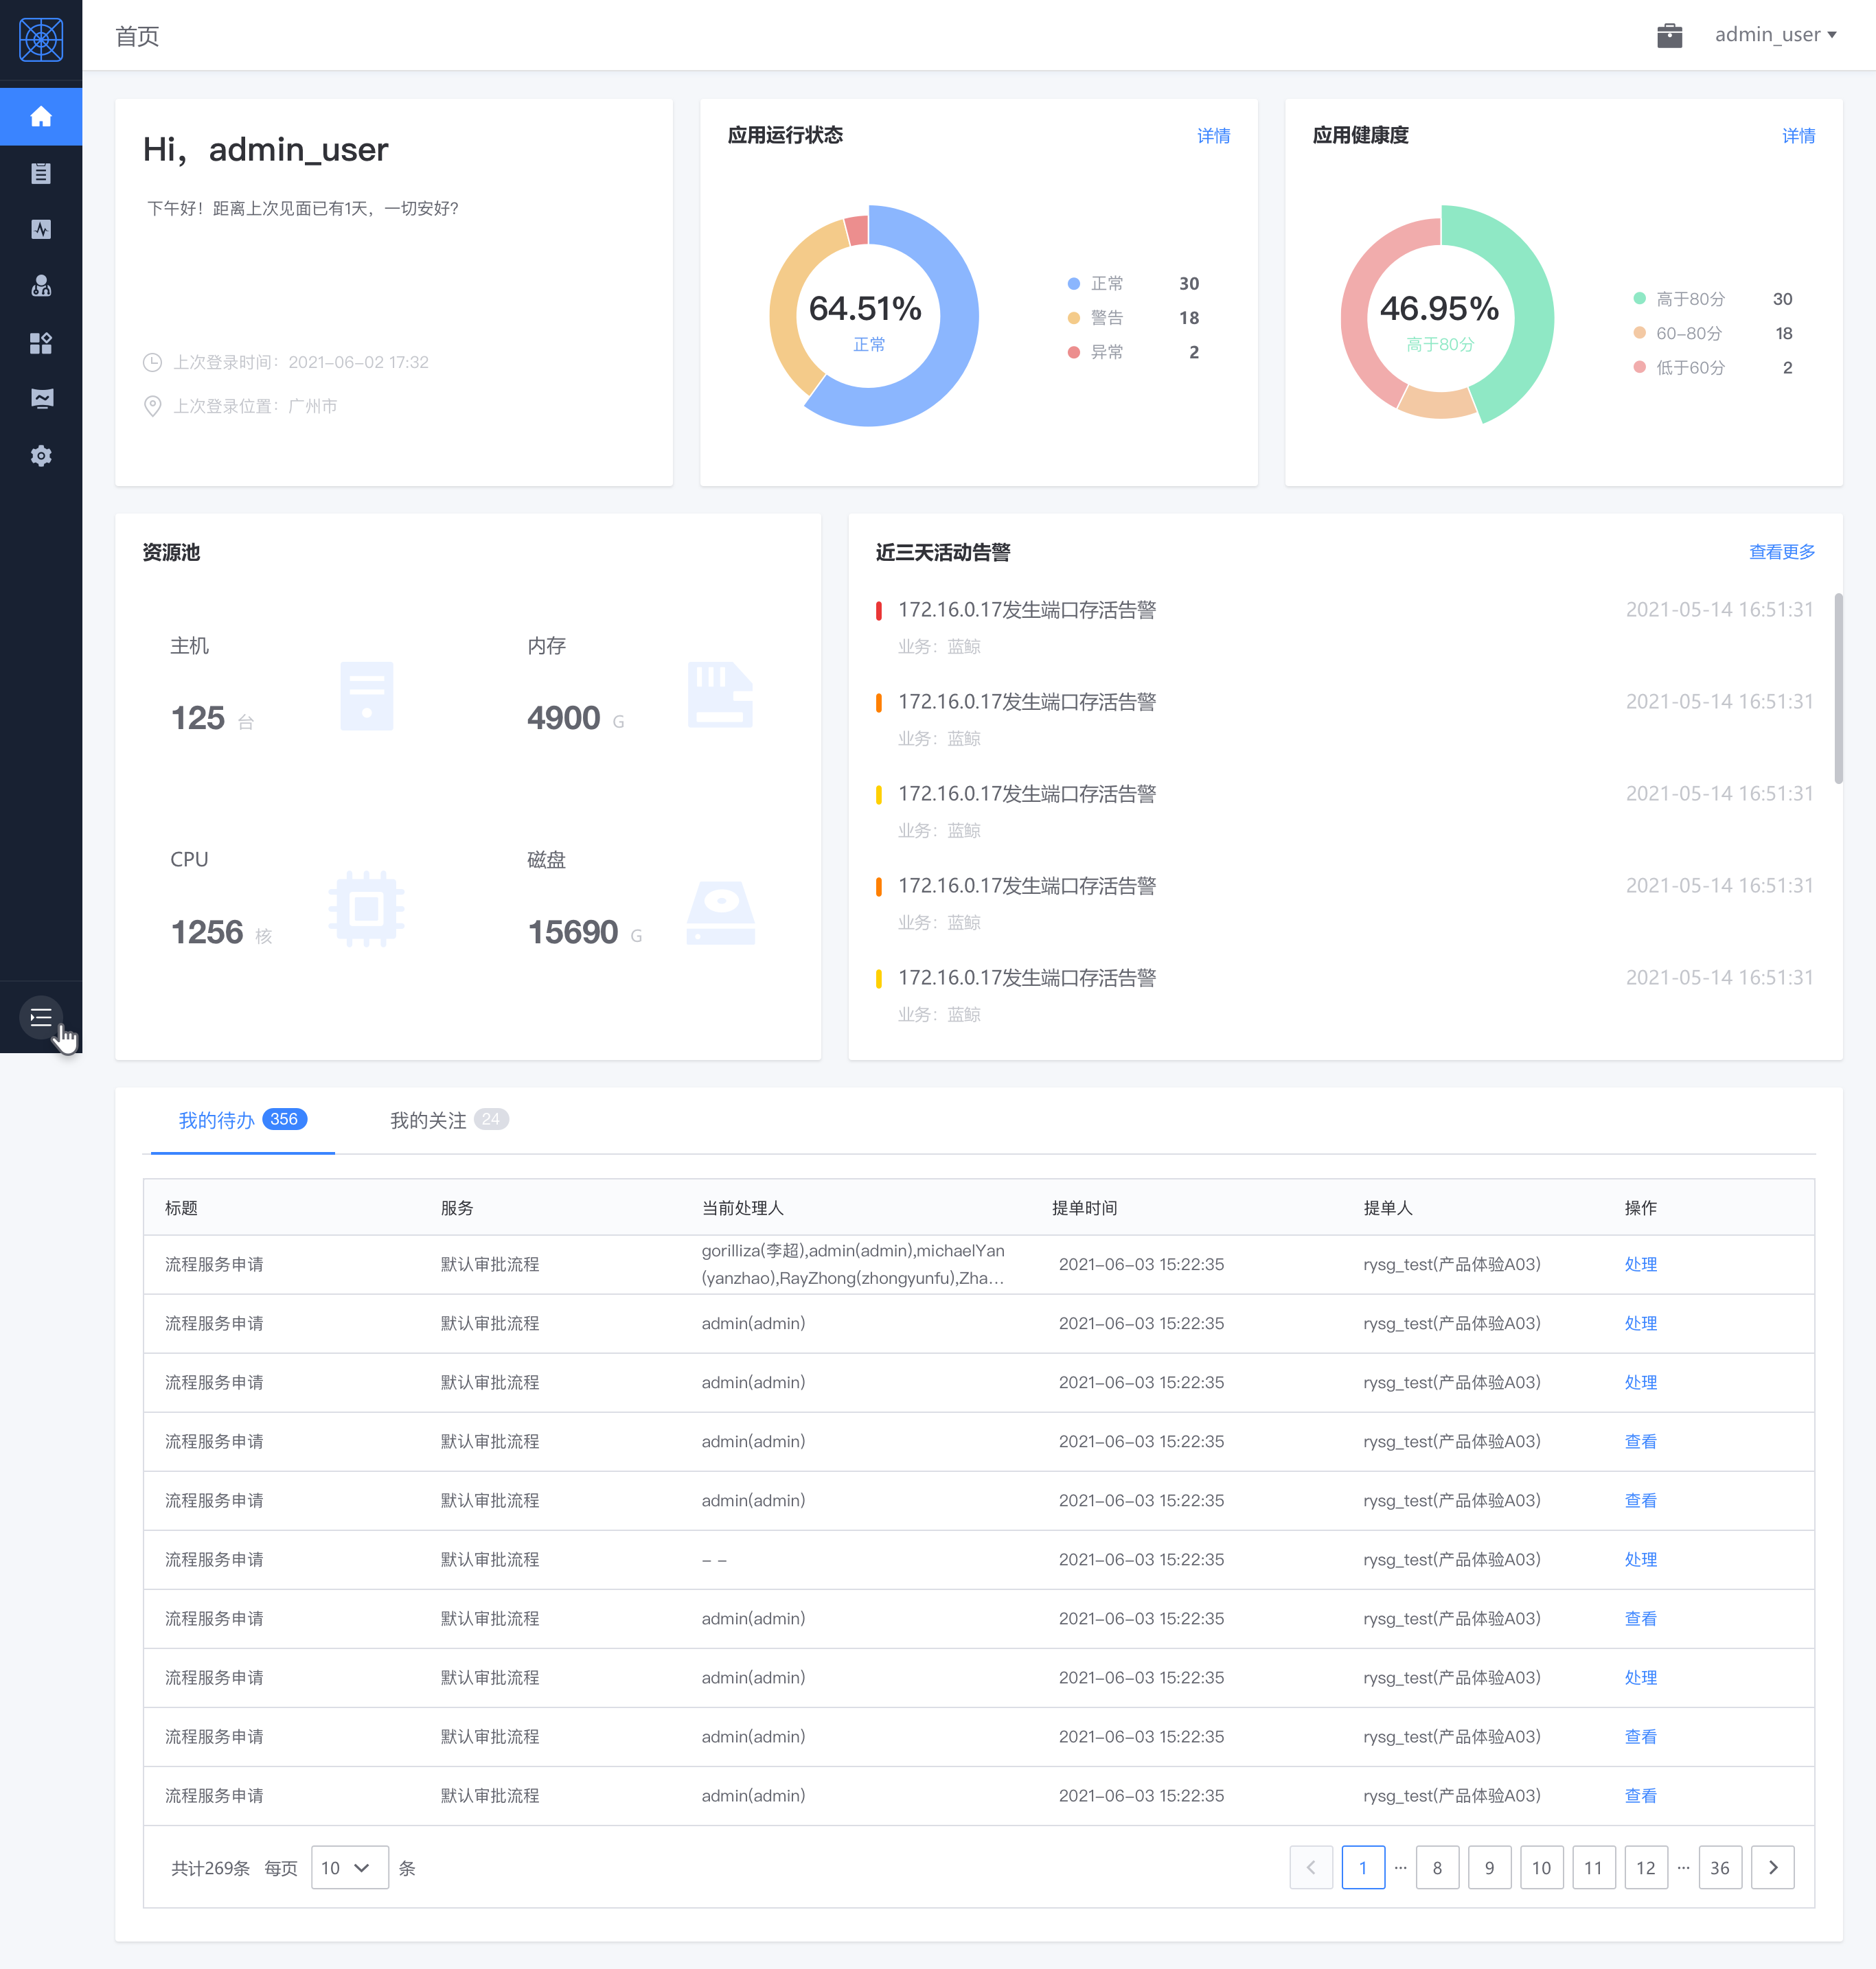 首页
admin_user
Hi，admin_user
下午好！距离上次见面已有1天，一切安好?
上次登录时间：2021-06-02 17:32
上次登录位置：广州市
应用运行状态 详情
64.51%
正常
正常 30
警告 18
异常 2
应用健康度 详情
46.95%
高于80分
高于80分 30
60-80分 18
低于60分 2
资源池
主机
125 台
内存
4900 G
CPU
1256 核
磁盘
15690 G
近三天活动告警 查看更多
172.16.0.17发生端口存活告警 2021-05-14 16:51:31
业务：蓝鲸
172.16.0.17发生端口存活告警 2021-05-14 16:51:31
业务：蓝鲸
172.16.0.17发生端口存活告警 2021-05-14 16:51:31
业务：蓝鲸
172.16.0.17发生端口存活告警 2021-05-14 16:51:31
业务：蓝鲸
172.16.0.17发生端口存活告警 2021-05-14 16:51:31
业务：蓝鲸
我的待办 356 我的关注 24
标题 服务 当前处理人 提单时间 提单人 操作
流程服务申请 默认审批流程 gorilliza(李超),admin(admin),michaelYan
(yanzhao),RayZhong(zhongyunfu),Zha... 2021-06-03 15:22:35 rysg_test(产品体验A03) 处理
流程服务申请 默认审批流程 admin(admin) 2021-06-03 15:22:35 rysg_test(产品体验A03) 处理
流程服务申请 默认审批流程 admin(admin) 2021-06-03 15:22:35 rysg_test(产品体验A03) 处理
流程服务申请 默认审批流程 admin(admin) 2021-06-03 15:22:35 rysg_test(产品体验A03) 查看
流程服务申请 默认审批流程 admin(admin) 2021-06-03 15:22:35 rysg_test(产品体验A03) 查看
流程服务申请 默认审批流程 - - 2021-06-03 15:22:35 rysg_test(产品体验A03) 处理
流程服务申请 默认审批流程 admin(admin) 2021-06-03 15:22:35 rysg_test(产品体验A03) 查看
流程服务申请 默认审批流程 admin(admin) 2021-06-03 15:22:35 rysg_test(产品体验A03) 处理
流程服务申请 默认审批流程 admin(admin) 2021-06-03 15:22:35 rysg_test(产品体验A03) 查看
流程服务申请 默认审批流程 admin(admin) 2021-06-03 15:22:35 rysg_test(产品体验A03) 查看
共计269条 每页 10 条 1 ... 8 9 10 11 12 ... 36